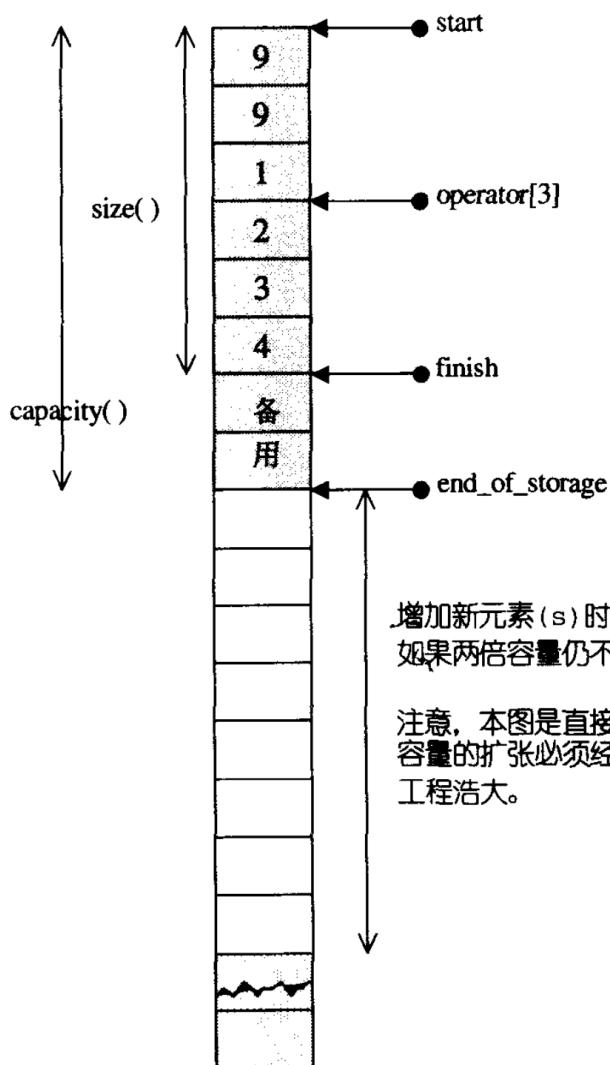 start
9
9
1
operator[3]
size( )
2
3
4
finish
capacity( )
备
用
end_of_storage
增加新元素(s)时
如果两倍容量仍不
注意，本图是直接
容量的扩张必须经
工程浩大。